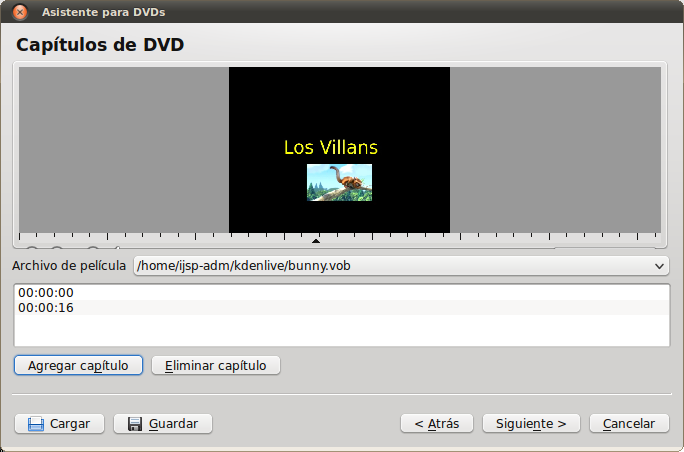 Asistente para DVDs
Capítulos de DVD
Los Villans
Archivo de película /home/ijsp-adm/kdenlive/bunny.vob
00:00:00
00:00:16
Agregar capítulo Eliminar capítulo
Cargar Guardar < Atrás Siguiente > Cancelar